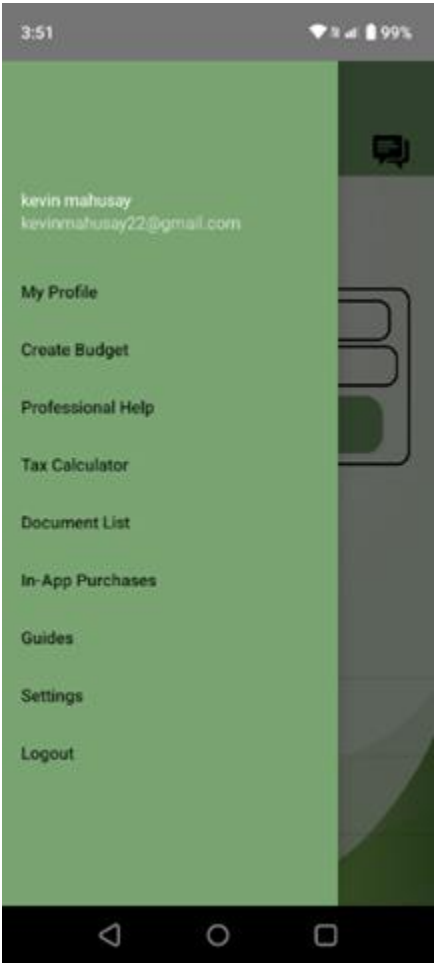 3:51
99%
kevin mahusay
kevinmahusay22@gmail.com
My Profile
Create Budget
Professional Help
Tax Calculator
Document List
In-App Purchases
Guides
Settings
Logout